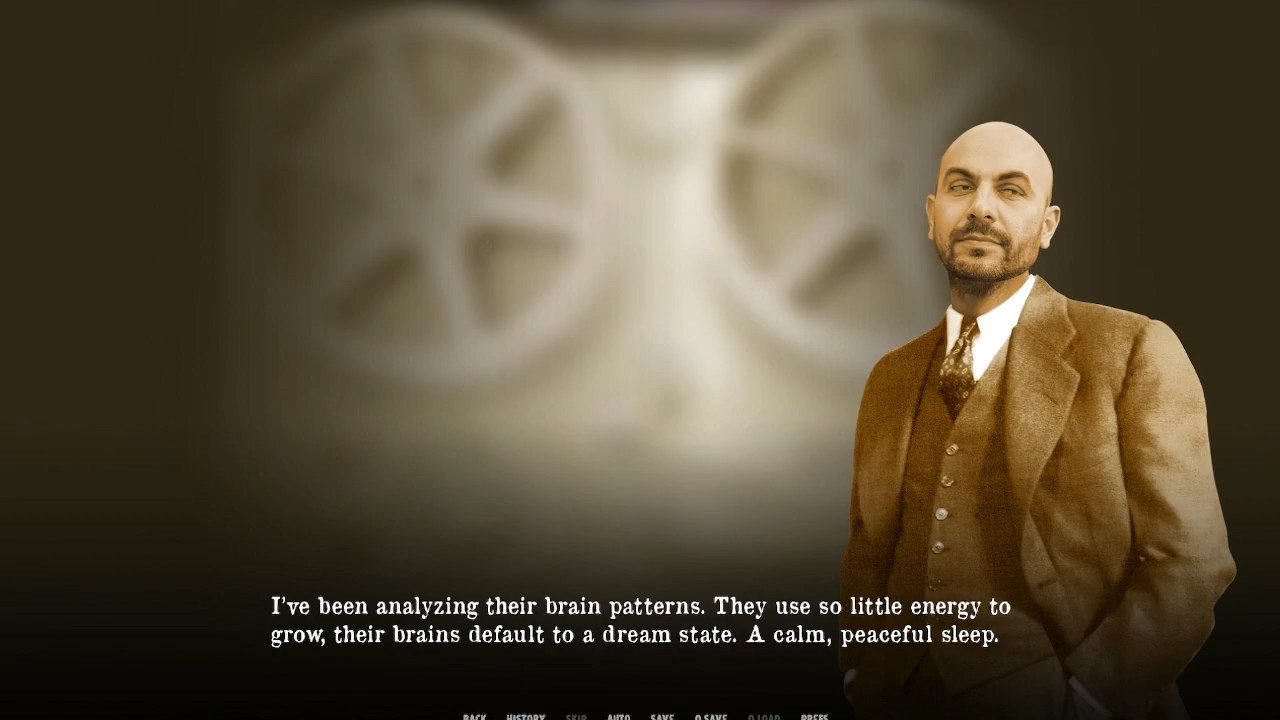 I've been analyzing their brain patterns. They use so little energy to
grow, their brains default to a dream state. A calm, peaceful sleep.
BACK HISTORY SKIP AUTO SAVE Q.SAVE Q.LOAD PREFS